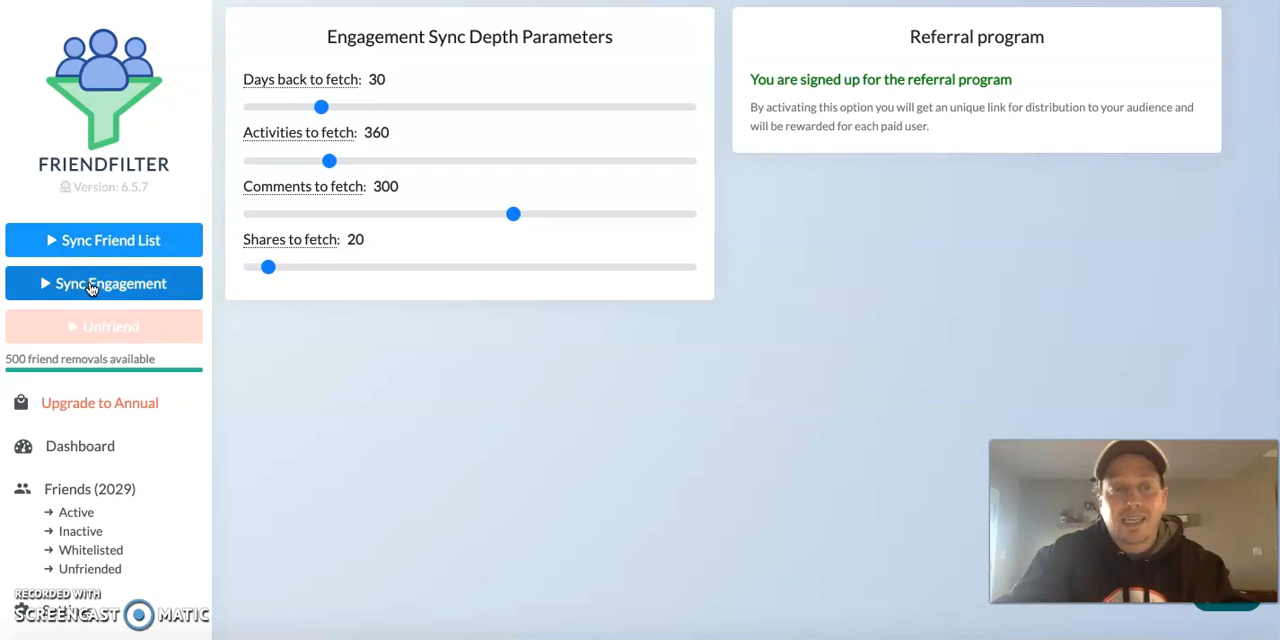 FRIENDFILTER
Version: 6.5.7
Sync Friend List
Sync Engagement
Unfriend
500 friend removals available
Upgrade to Annual
Dashboard
Friends (2029)
→ Active
→ Inactive
→ Whitelisted
→ Unfriended
RECORDED WITH
SCREENCAST MATIC
Engagement Sync Depth Parameters
Days back to fetch: 30
Activities to fetch: 360
Comments to fetch: 300
Shares to fetch: 20
Referral program
You are signed up for the referral program
By activating this option you will get an unique link for distribution to your audience and
will be rewarded for each paid user.